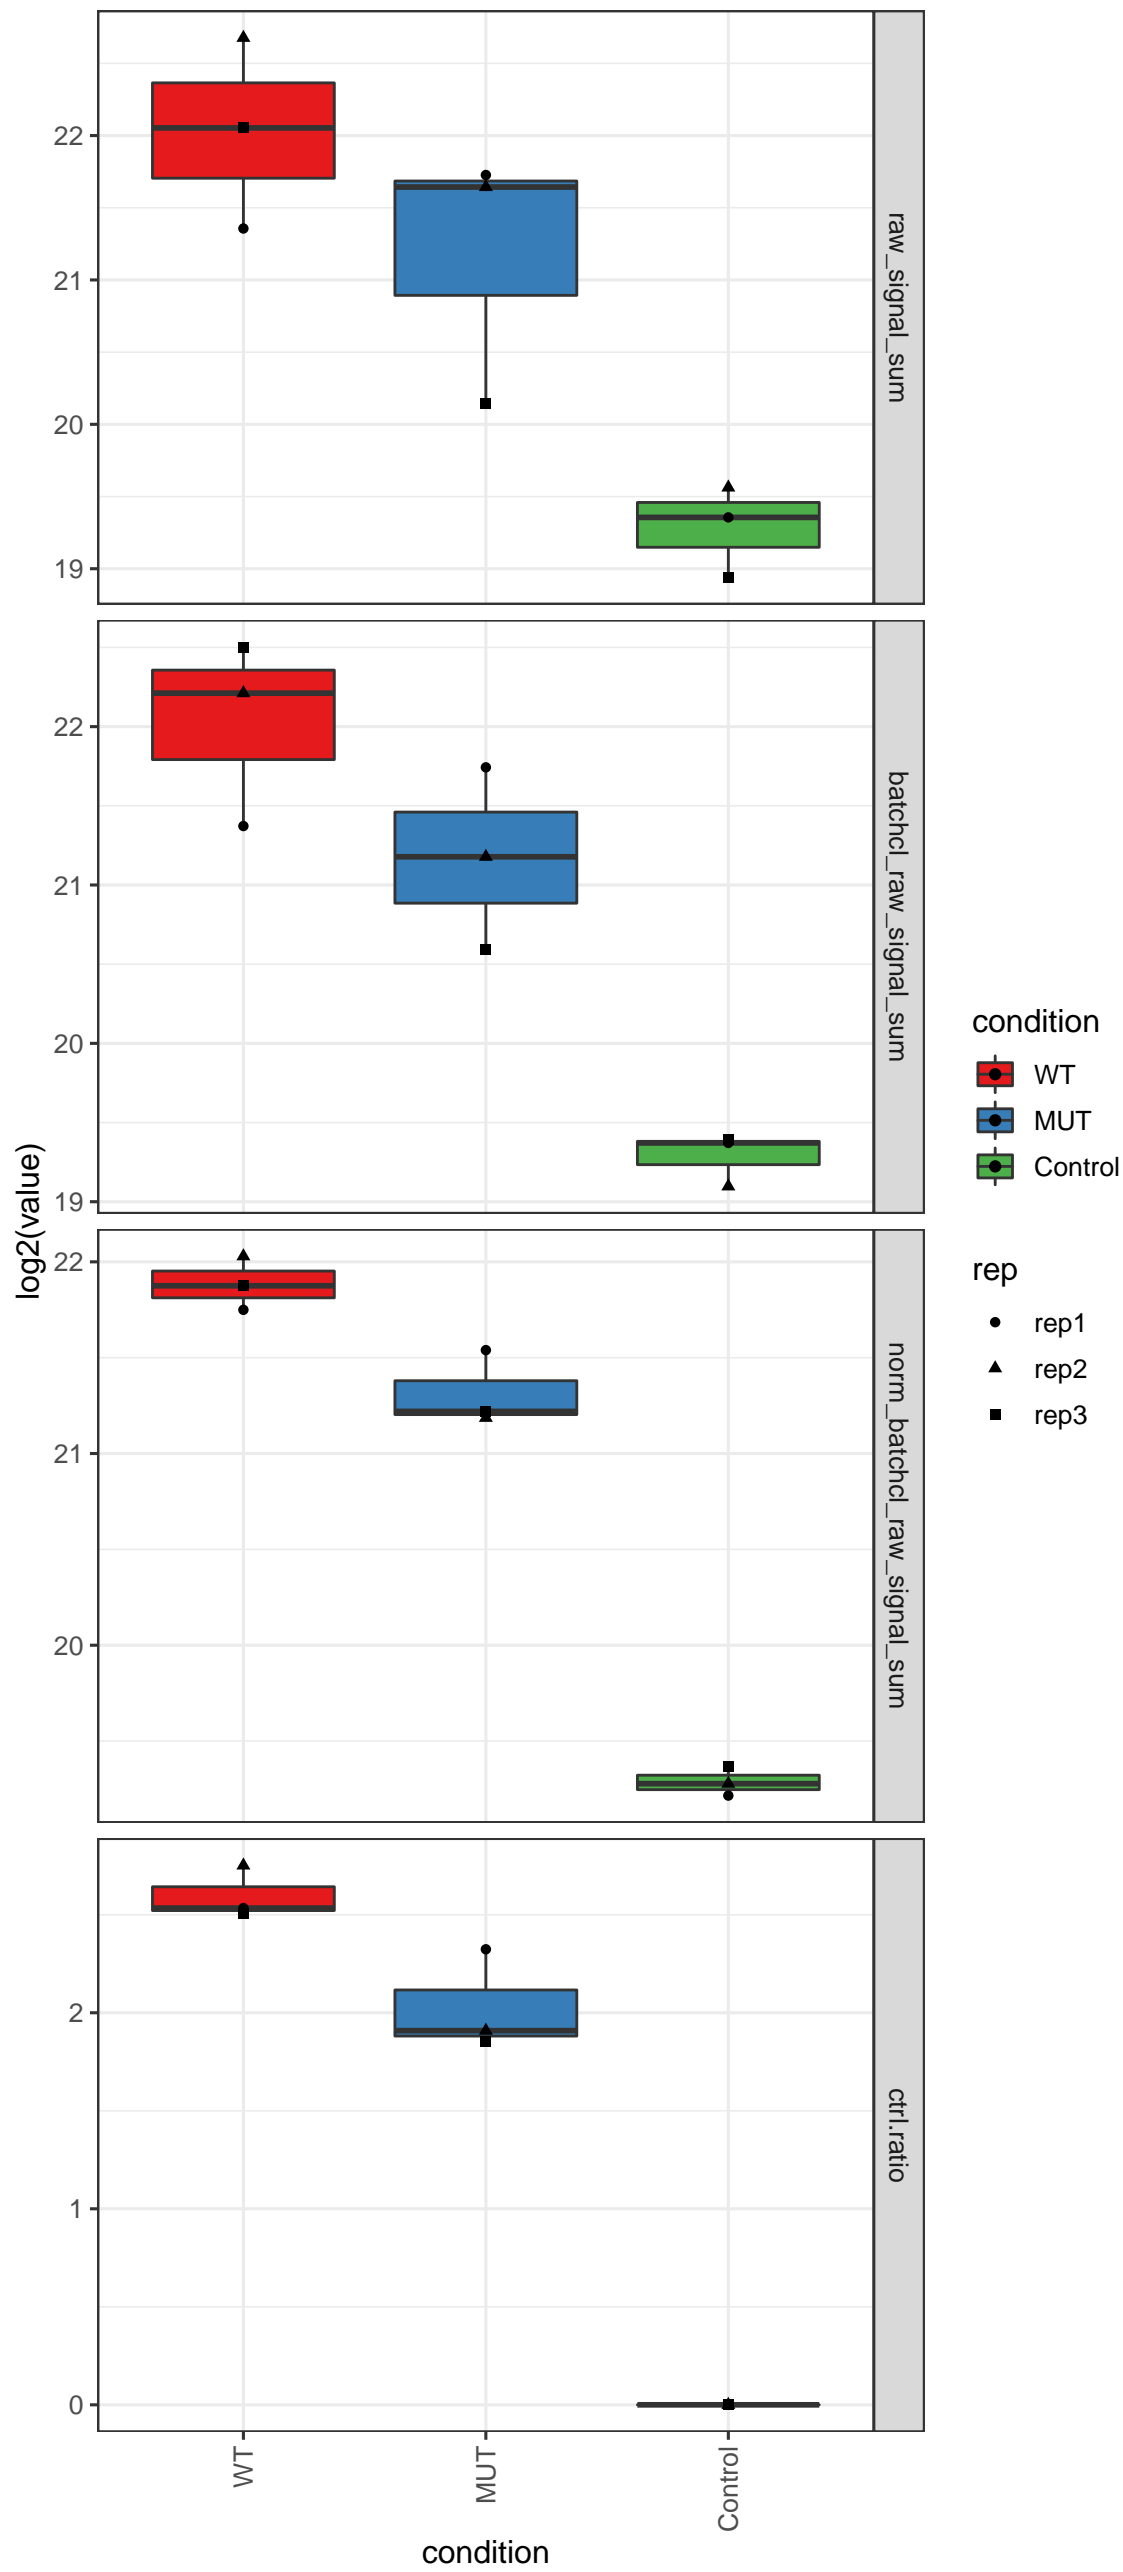 22
21
20
19
raw_signal_sum
22
21
20
19
batchcl_raw_signal_sum
22
21
20
norm_batchcl_raw_signal_sum
2
1
0
ctrl.ratio
log2(value)
WT
MUT
Control
condition
condition
WT
MUT
Control
rep
rep1
rep2
rep3